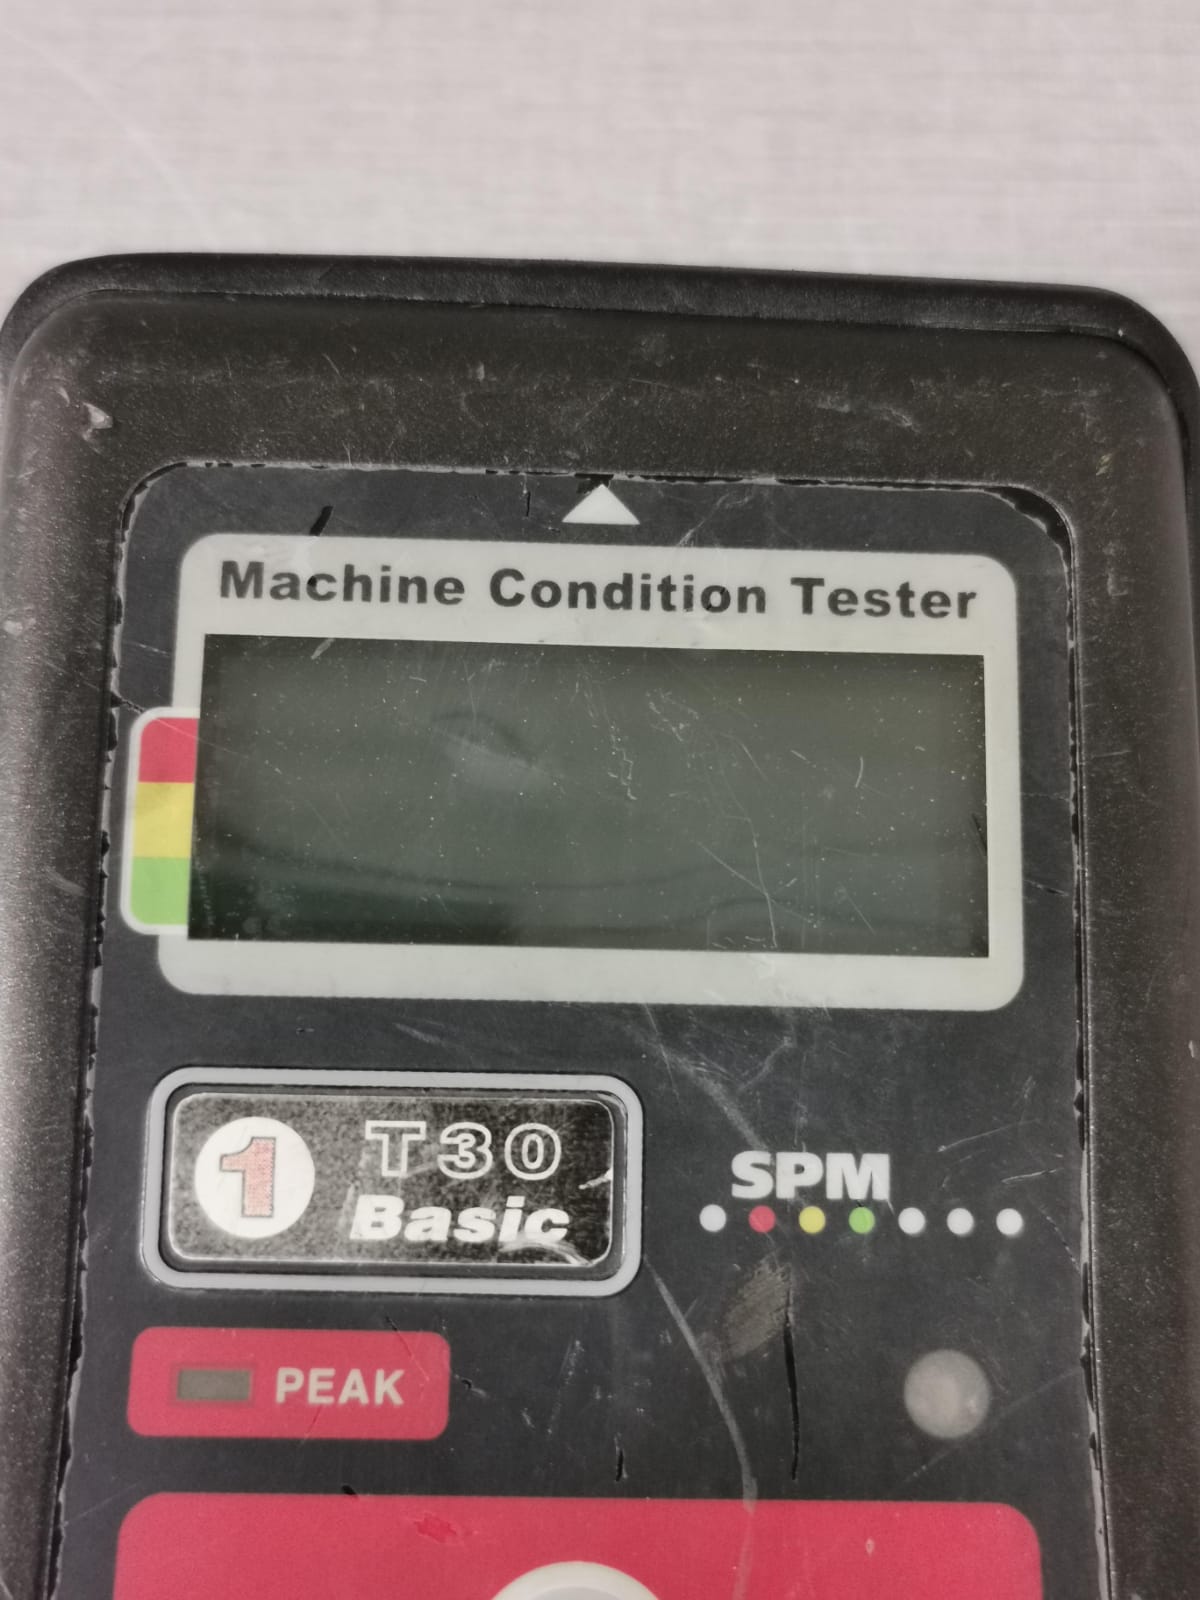 Machine Condition Tester
1 T30
Basic
SPM
PEAK